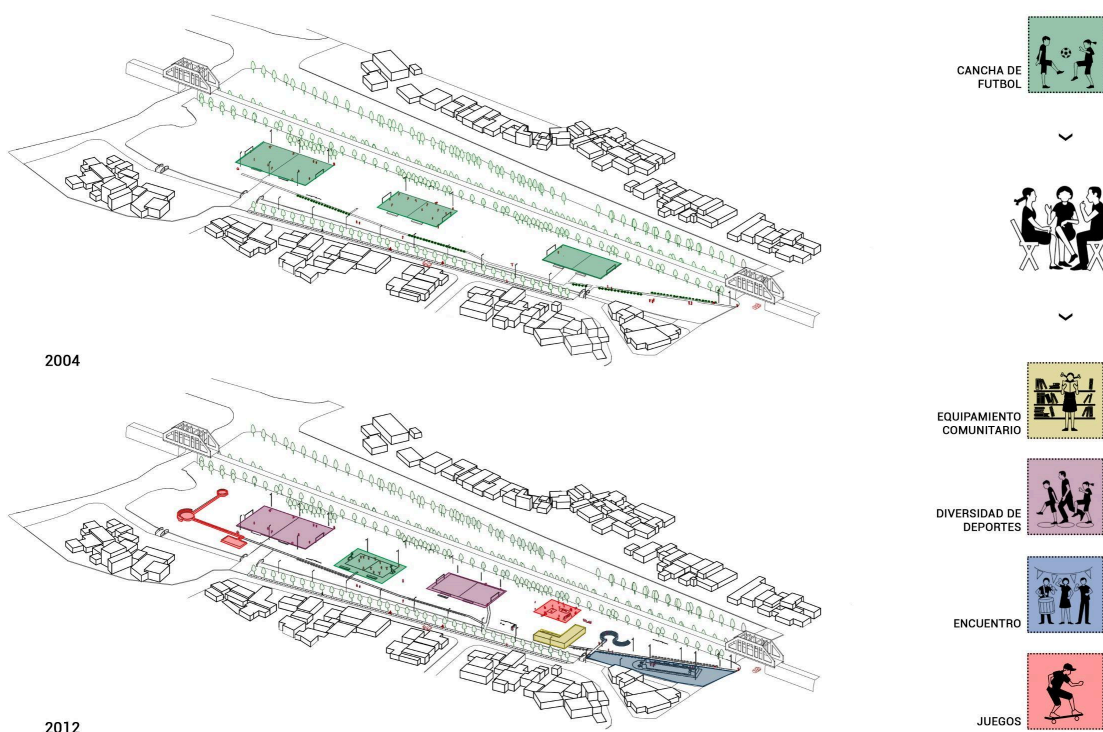 CANCHA DE
FUTBOL
2004
EQUIPAMIENTO
COMUNITARIO
DIVERSIDAD DE
DEPORTES
ENCUENTRO
JUEGOS
2012